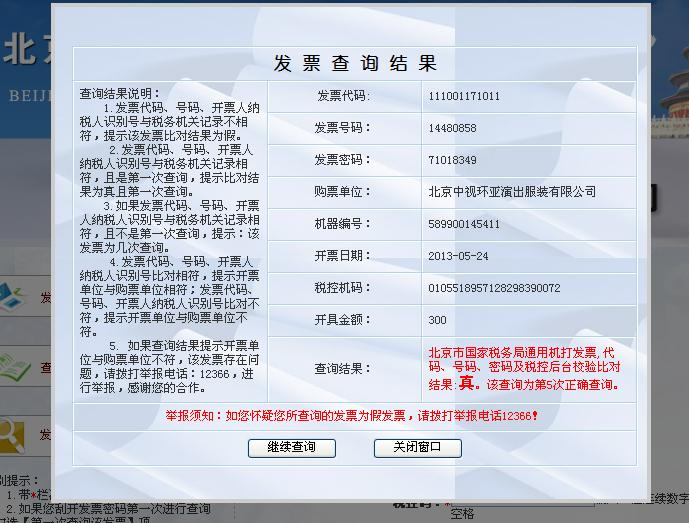 北京
BEIJI
发票查询结果
查询结果说明：
1.发票代码、号码、开票人纳
税人识别号与税务机关记录不相
符，提示该发票比对结果为假。
2.发票代码、号码、开票人
纳税人识别号与税务机关记录相
符，且是第一次查询，提示比对结
果为真且第一次查询。
3.如果发票代码、号码、开票
人纳税人识别号与税务机关记录相
符，且不是第一次查询，提示：该
发票为几次查询。
4.发票代码、号码、开票人
纳税人识别号比对相符，提示开票
单位与购票单位相符；发票代码、
号码、开票人纳税人识别号比对不
符，提示开票单位与购票单位不
符。
5. 如果查询结果提示开票单
位与购票单位不符，该发票存在问
题，请拨打举报电话：12366，进
行举报，感谢您的合作。
发票代码: 111001171011
发票号码： 14480858
发票密码： 71018349
购票单位： 北京中视环亚演出服装有限公司
机器编号： 589900145411
开票日期： 2013-05-24
税控机码： 0105518957128298390072
开具金额： 300
查询结果： 北京市国家税务局通用机打发票,代
码、号码、密码及税控后台校验比对
结果:真。该查询为第5次正确查询。
举报须知：如您怀疑您所查询的发票为假发票，请拨打举报电话12366！
继续查询 关闭窗口
发
查
发
别提示：
1.带*栏
2.如果您刮开发票密码第一次进行查询
连续数字
空格